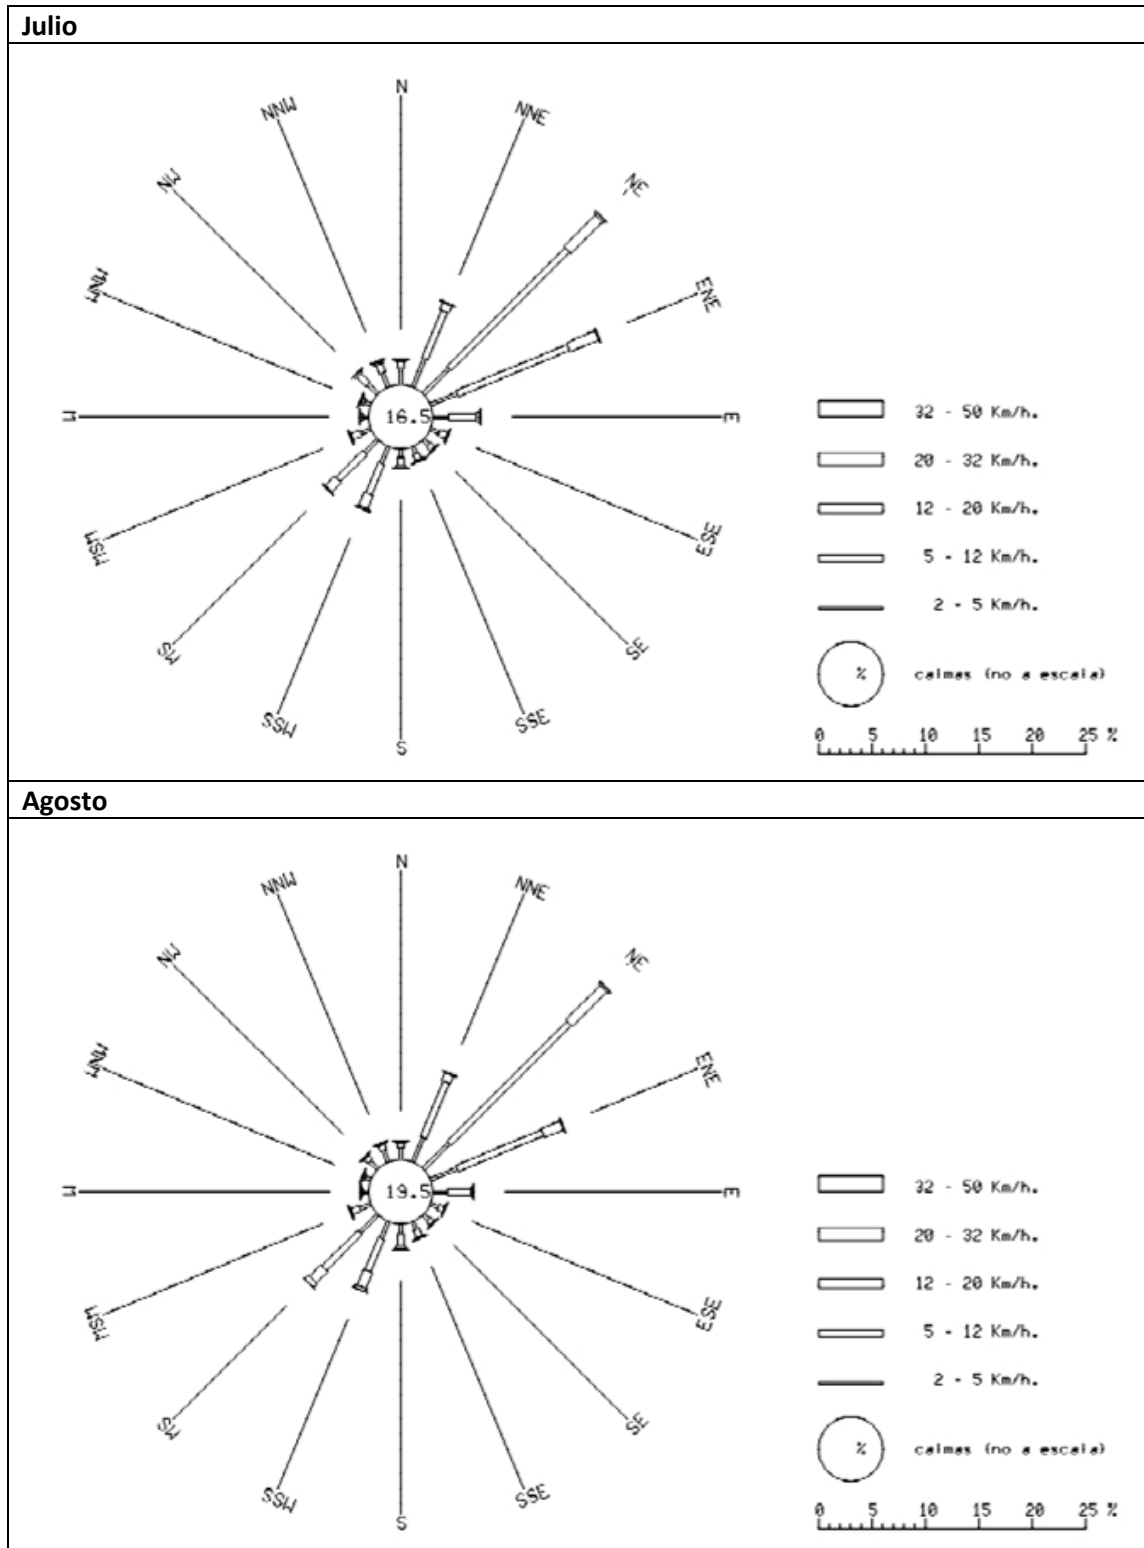 Julio
N
NNW
NNE
NW
NE
WNW
ENE
16.5
W
E
WSW
ESE
SW
SE
SSW
SSE
S
32 - 50 Km/h.
20 - 32 Km/h.
12 - 20 Km/h.
5 - 12 Km/h.
2 - 5 Km/h.
% calmas (no a escala)
0 5 10 15 20 25 %
Agosto
N
NNW
NNE
NW
NE
WNW
ENE
19.5
W
E
WSW
ESE
SW
SE
SSW
SSE
S
32 - 50 Km/h.
20 - 32 Km/h.
12 - 20 Km/h.
5 - 12 Km/h.
2 - 5 Km/h.
% calmas (no a escala)
0 5 10 15 20 25 %